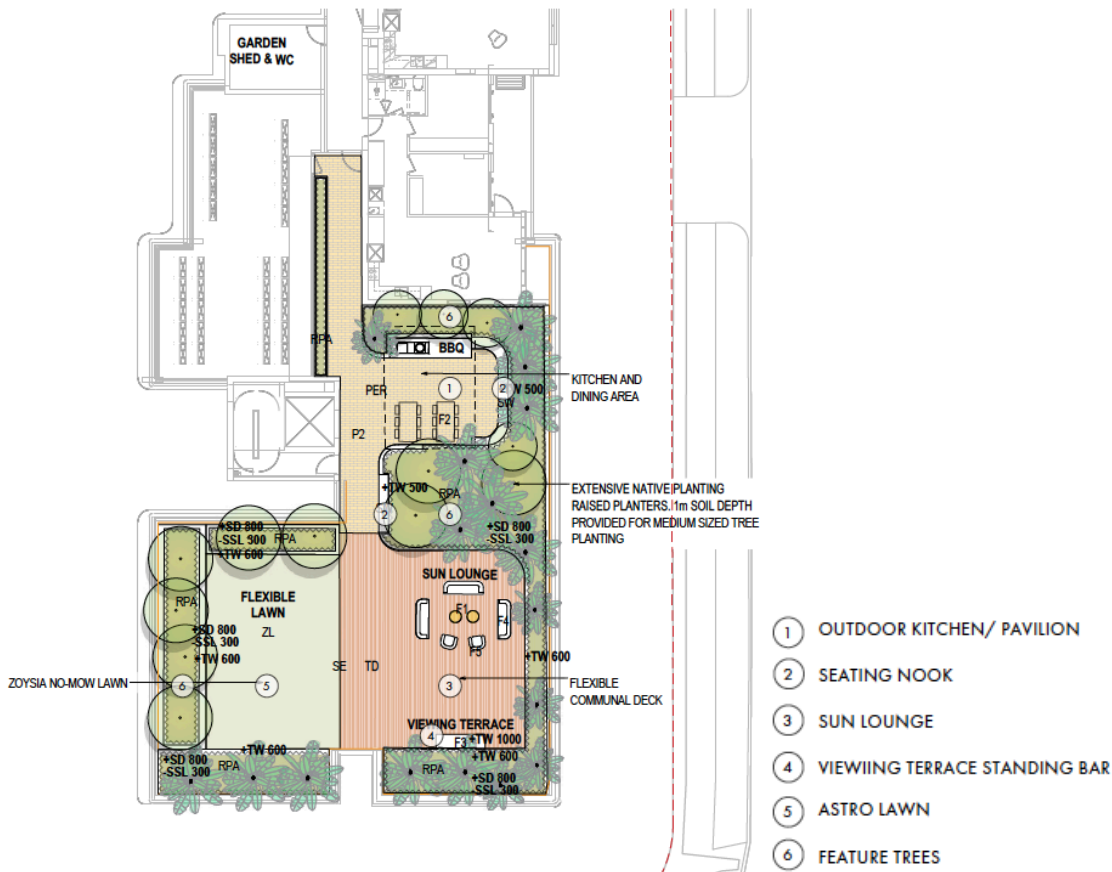 GARDEN
SHED & WC
RPA
6
BBQ
KITCHEN AND
DINING AREA
PER
1
2
+TW 500
SW
F2
P2
+TW 500
RPA
EXTENSIVE NATIVE PLANTING
RAISED PLANTERS. 1m SOIL DEPTH
PROVIDED FOR MEDIUM SIZED TREE
PLANTING
2
6
+SD 800
-SSL 300
+SD 800
-SSL 300
+TW 600
RPA
SUN LOUNGE
FLEXIBLE
LAWN
ZL
RPA
F1
F4
F5
+SD 800
-SSL 300
+TW 600
SE
TD
+TW 600
ZOYSIA NO-MOW LAWN
6
5
3
FLEXIBLE
COMMUNAL DECK
VIEWING TERRACE
4
F3
+TW 1000
+TW 600
+TW 600
+SD 800
-SSL 300
RPA
RPA
+SD 800
-SSL 300
1 OUTDOOR KITCHEN/ PAVILION
2 SEATING NOOK
3 SUN LOUNGE
4 VIEWIING TERRACE STANDING BAR
5 ASTRO LAWN
6 FEATURE TREES